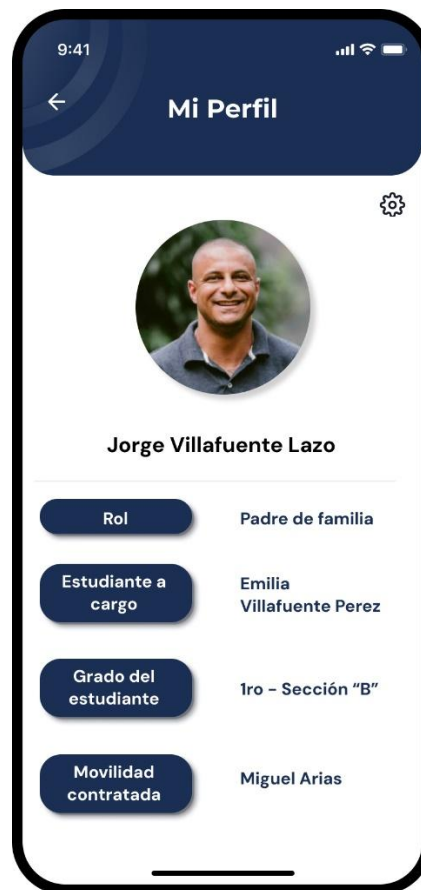 9:41
Mi Perfil
Jorge Villafuente Lazo
Rol
Padre de familia
Estudiante a
cargo
Emilia
Villafuente Perez
Grado del
estudiante
1ro - Sección “B”
Movilidad
contratada
Miguel Arias